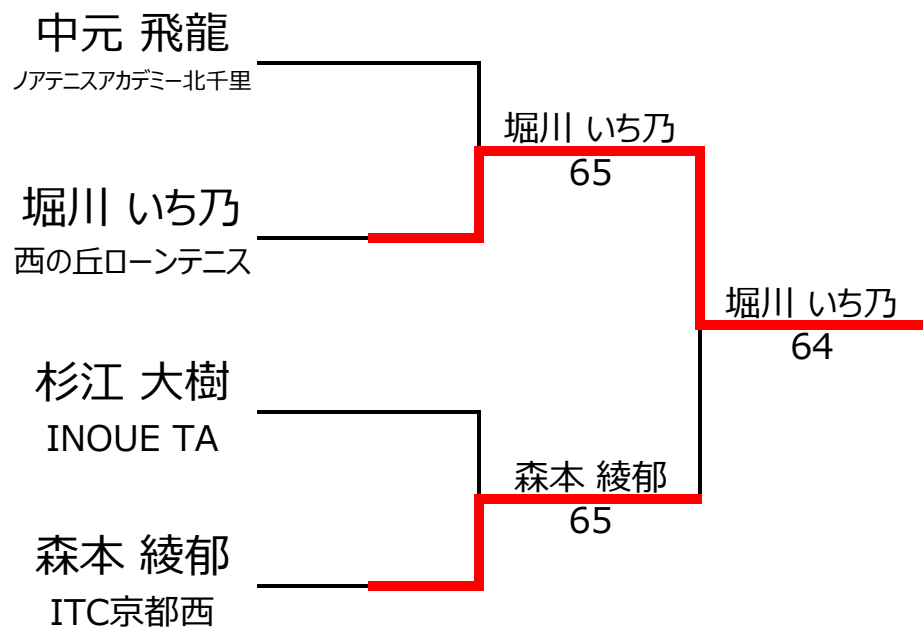 中元 飛龍
ノアテニスアカデミー北千里
堀川 いち乃
65
堀川 いち乃
西の丘ローンテニス
堀川 いち乃
64
杉江 大樹
INOUE TA
森本 綾郁
65
森本 綾郁
ITC京都西